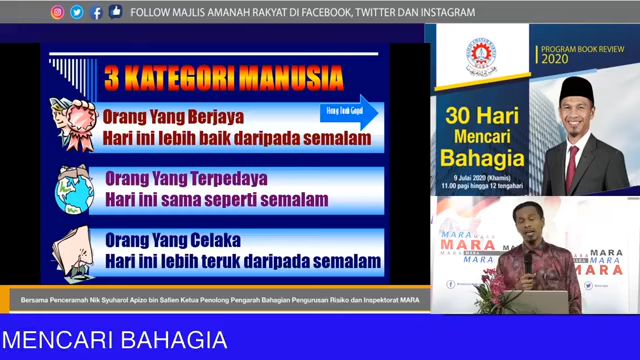 FOLLOW MAJLIS AMANAH RAKYAT DI FACEBOOK, TWITTER DAN INSTAGRAM
3 KATEGORI MANUSIA
Orang Yang Berjaya
Hari ini lebih baik daripada semalam
Orang Yang Terpedaya
Hari ini sama seperti semalam
Orang Yang Celaka
Hari ini lebih teruk daripada semalam
MARA
PROGRAM BOOK REVIEW
2020
30 Hari
Mencari
Bahagia
9 Julai 2020 (Khamis)
11.00 pagi hingga 12 tengahari
MARA
MARA
MARA
MARA
MARA
MARA
Bersama Penceramah Nik Syuharol Apizo bin Safien Ketua Penolong Pengarah Bahagian Pengurusan Risiko dan Inspektorat MARA
MENCARI BAHAGIA